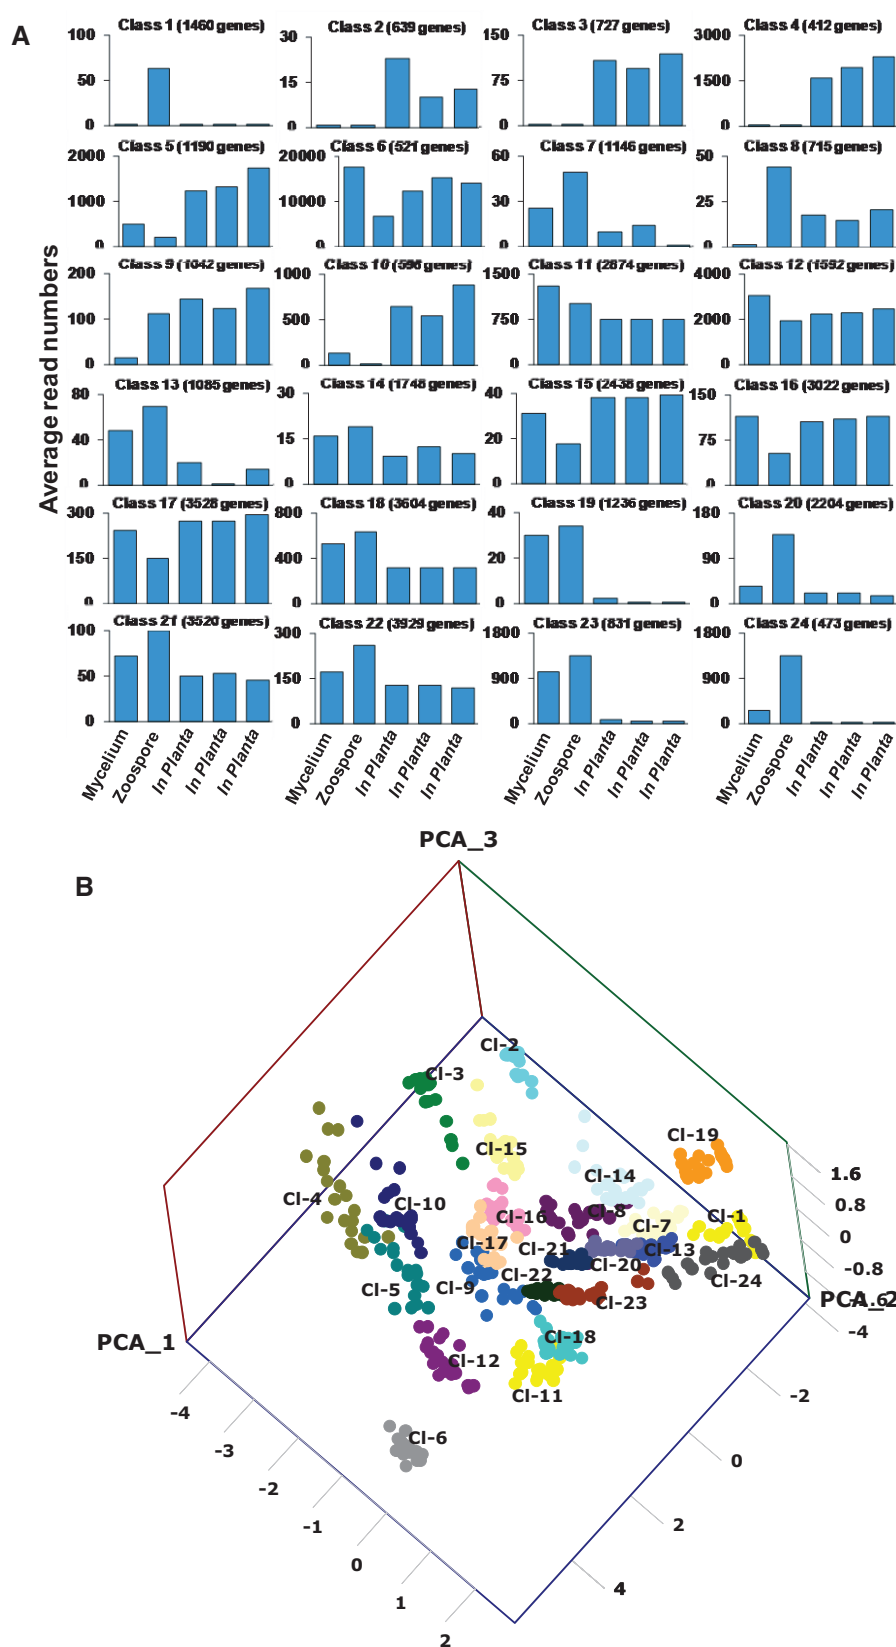 A
Average read numbers
Class 1 (1460 genes)
100
50
0
Class 2 (639 genes)
30
15
0
Class 3 (727 genes)
150
75
0
Class 4 (412 genes)
3000
1500
0
Class 5 (1190 genes)
2000
1000
0
Class 6 (521 genes)
20000
10000
0
Class 7 (1146 genes)
60
30
0
Class 8 (715 genes)
50
25
0
Class 9 (1042 genes)
200
100
0
Class 10 (596 genes)
1000
500
0
Class 11 (2874 genes)
1500
750
0
Class 12 (1592 genes)
4000
2000
0
Class 13 (1085 genes)
80
40
0
Class 14 (1748 genes)
30
15
0
Class 15 (2438 genes)
40
20
0
Class 16 (3022 genes)
150
75
0
Class 17 (3528 genes)
300
150
0
Class 18 (3604 genes)
800
400
0
Class 19 (1236 genes)
40
20
0
Class 20 (2204 genes)
180
90
0
Class 21 (3520 genes)
100
50
0
Class 22 (3929 genes)
300
150
0
Class 23 (831 genes)
1800
900
0
Class 24 (473 genes)
1800
900
0
Mycelium
Zoospore
In Planta
In Planta
In Planta
Mycelium
Zoospore
In Planta
In Planta
In Planta
Mycelium
Zoospore
In Planta
In Planta
In Planta
Mycelium
Zoospore
In Planta
In Planta
In Planta
B
PCA_3
Cl-2
Cl-3
Cl-19
Cl-15
Cl-14
Cl-4
Cl-10
Cl-8
Cl-16
Cl-7
Cl-1
Cl-17
Cl-21
Cl-13
Cl-20
Cl-24
Cl-22
Cl-5
Cl-9
Cl-23
Cl-18
Cl-12
Cl-11
Cl-6
1.6
0.8
0
-0.8
-1.6
PCA_2
PCA_1
-4
-3
-2
-1
0
1
2
-4
-2
0
2
4